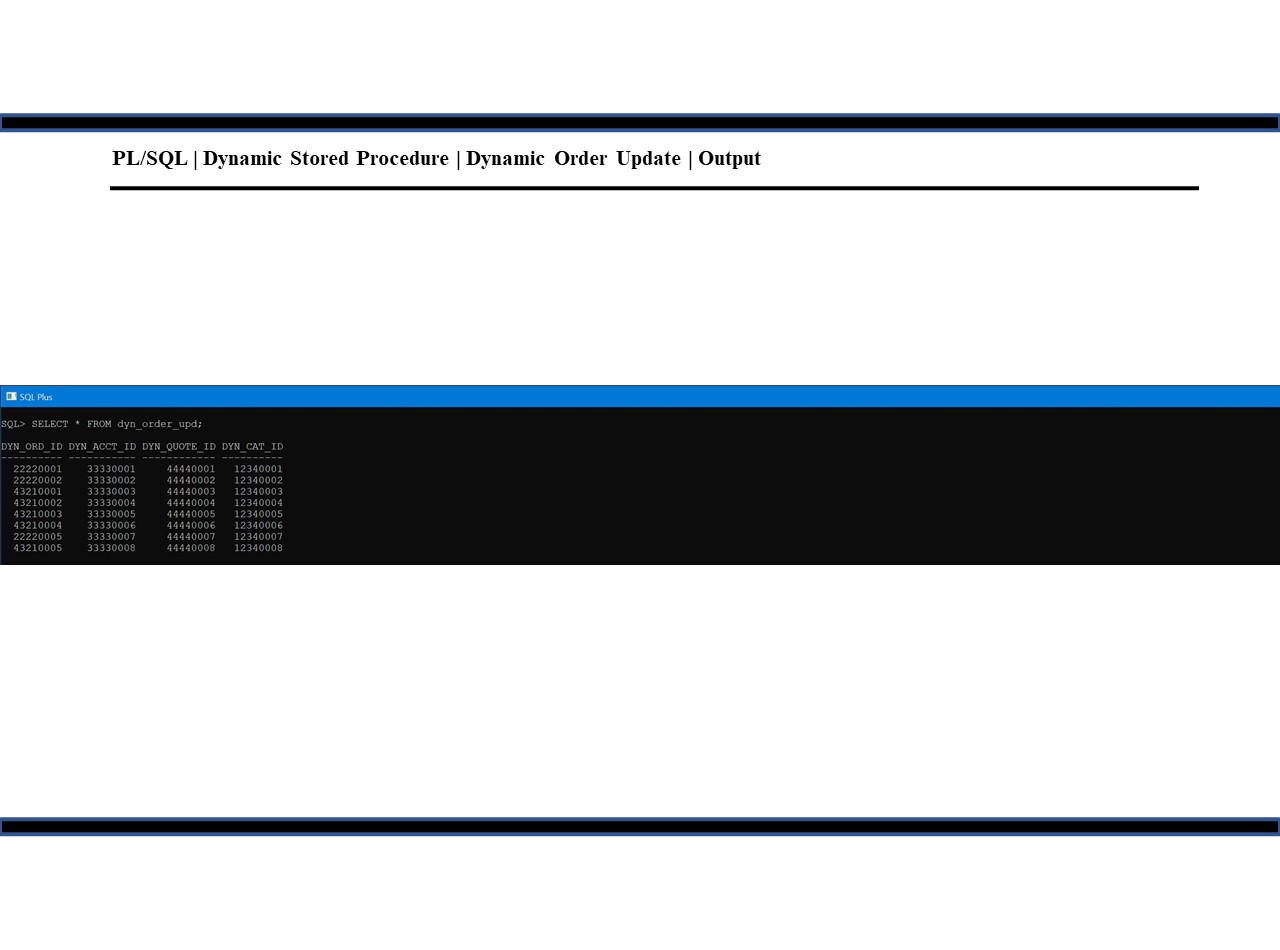 PL/SQL | Dynamic Stored Procedure | Dynamic Order Update | Output
SQL Plus
SQL> SELECT * FROM dyn_order_upd;
DYN_ORD_ID DYN_ACCT_ID DYN_QUOTE_ID DYN_CAT_ID
---------- ----------- ------------ ----------
22220001 33330001 44440001 12340001
22220002 33330002 44440002 12340002
43210001 33330003 44440003 12340003
43210002 33330004 44440004 12340004
43210003 33330005 44440005 12340005
43210004 33330006 44440006 12340006
22220005 33330007 44440007 12340007
43210005 33330008 44440008 12340008